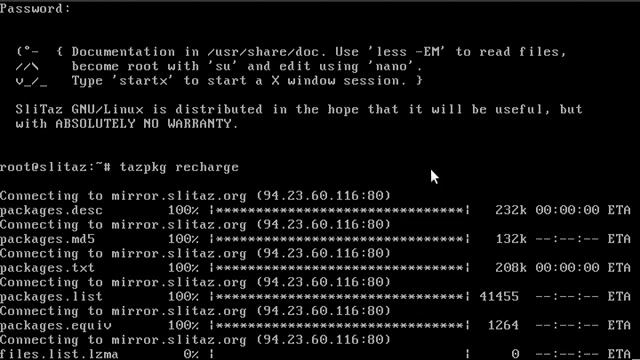 Password:
(°-  { Documentation in /usr/share/doc. Use 'less -EM' to read files,
//\    become root with 'su' and edit using 'nano'.
v_/_   Type 'startx' to start a X window session. }
SliTaz GNU/Linux is distributed in the hope that it will be useful, but
with ABSOLUTELY NO WARRANTY.
root@slitaz:~# tazpkg recharge
Connecting to mirror.slitaz.org (94.23.60.116:80)
packages.desc        100% |*******************************|   232k 00:00:00 ETA
Connecting to mirror.slitaz.org (94.23.60.116:80)
packages.md5         100% |*******************************|   132k --:--:-- ETA
Connecting to mirror.slitaz.org (94.23.60.116:80)
packages.txt         100% |*******************************|   208k 00:00:00 ETA
Connecting to mirror.slitaz.org (94.23.60.116:80)
packages.list        100% |*******************************| 41455  --:--:-- ETA
Connecting to mirror.slitaz.org (94.23.60.116:80)
packages.equiv       100% |*******************************|  1264  --:--:-- ETA
Connecting to mirror.slitaz.org (94.23.60.116:80)
files.list.lzma        0% |                               |     0  --:--:-- ETA